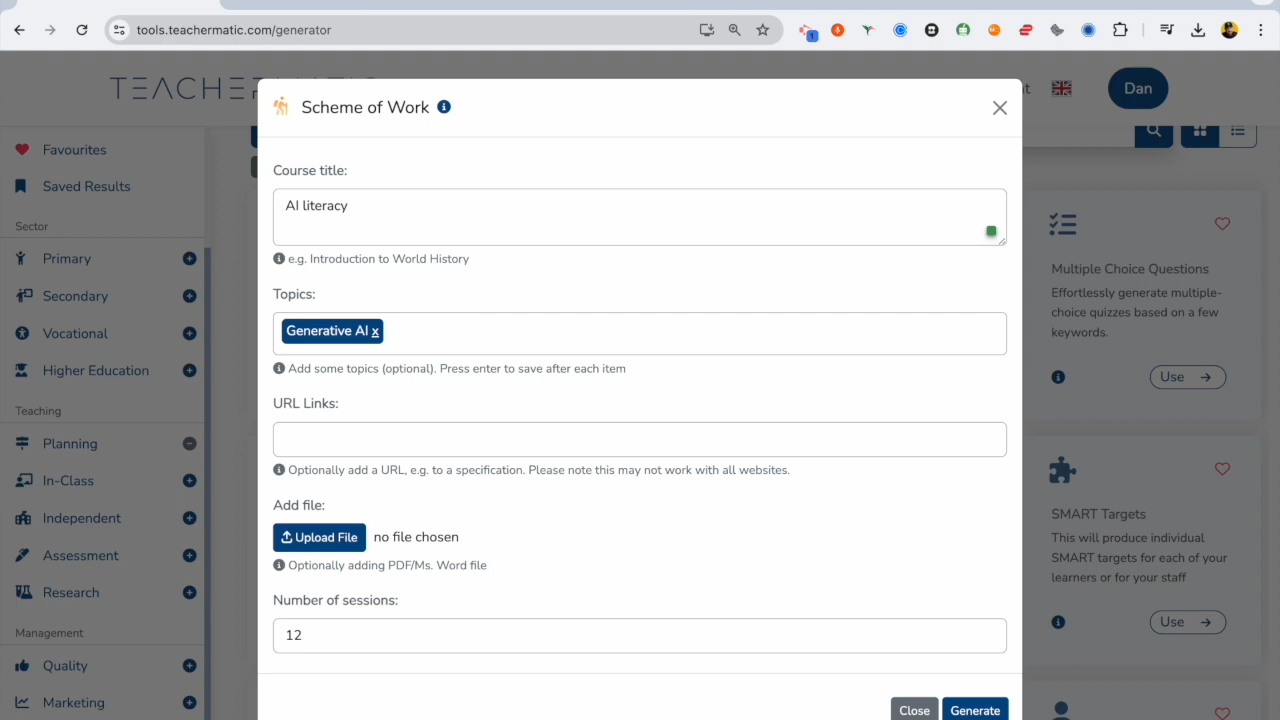 tools.teachermatic.com/generator
1
TEACHERMATIC
t
Dan
Favourites
Saved Results
Sector
Primary
Secondary
Vocational
Higher Education
Teaching
Planning
In-Class
Independent
Assessment
Research
Management
Quality
Marketing
Scheme of Work
Course title:
AI literacy
e.g. Introduction to World History
Topics:
Generative AI x
Add some topics (optional). Press enter to save after each item
URL Links:
Optionally add a URL, e.g. to a specification. Please note this may not work with all websites.
Add file:
Upload File no file chosen
Optionally adding PDF/Ms. Word file
Number of sessions:
12
Close Generate
Multiple Choice Questions
Effortlessly generate multiple-
choice quizzes based on a few
keywords.
Use
SMART Targets
This will produce individual
SMART targets for each of your
learners or for your staff
Use